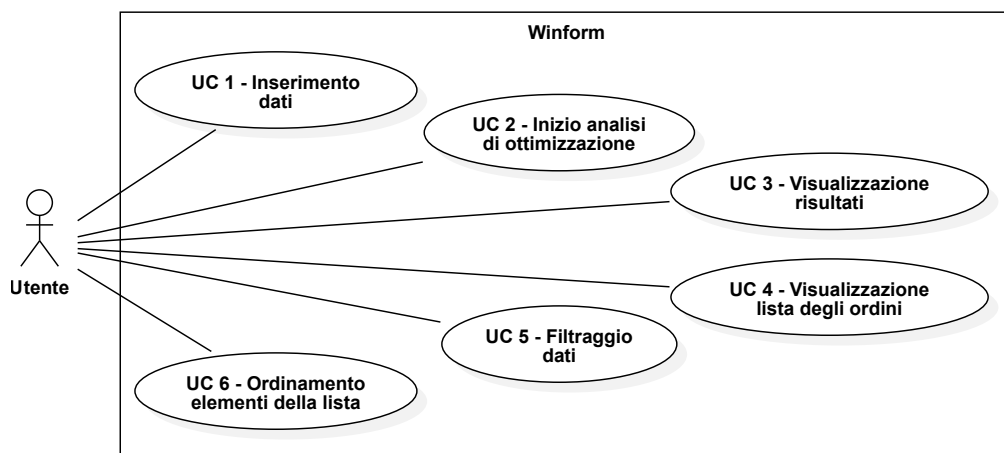 Winform
UC 1 - Inserimento
dati
UC 2 - Inizio analisi
di ottimizzazione
UC 3 - Visualizzazione
risultati
Utente
UC 4 - Visualizzazione
lista degli ordini
UC 5 - Filtraggio
dati
UC 6 - Ordinamento
elementi della lista